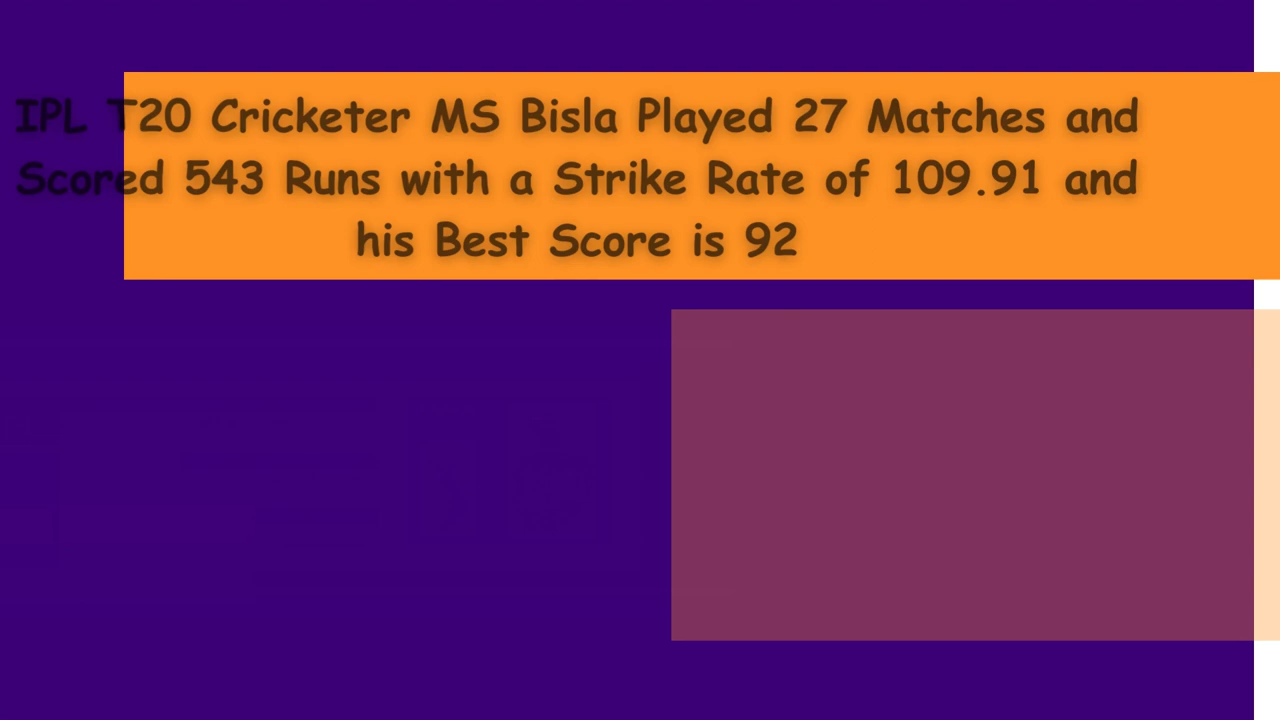 IPL T20 Cricketer MS Bisla Played 27 Matches and
Scored 543 Runs with a Strike Rate of 109.91 and
his Best Score is 92